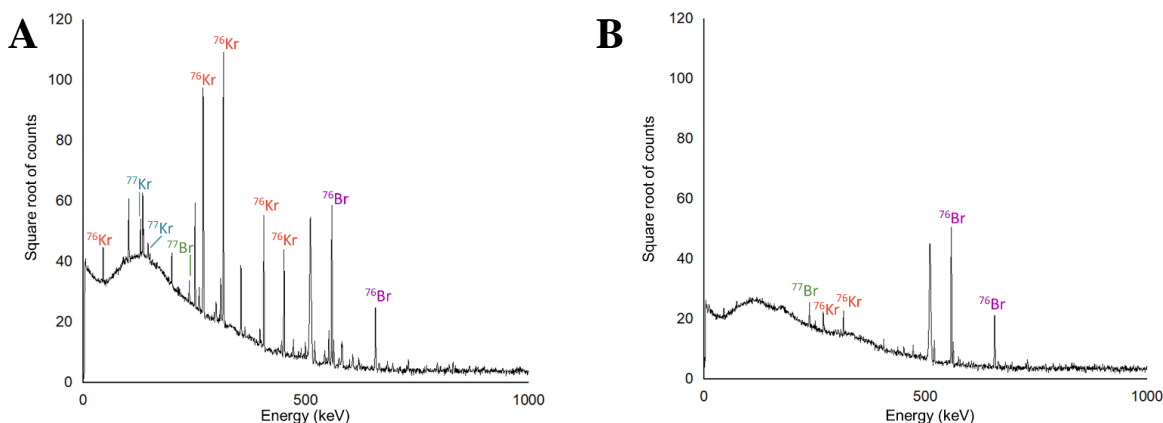 A
120
100
80
60
40
20
0
Square root of counts
⁷⁶Kr
⁷⁷Kr
⁷⁷Kr
⁷⁷Br
⁷⁶Kr
⁷⁶Kr
⁷⁶Kr
⁷⁶Kr
⁷⁶Br
⁷⁶Br
0
500
1000
Energy (keV)
B
120
100
80
60
40
20
0
Square root of counts
⁷⁷Br
⁷⁶Kr
⁷⁶Kr
⁷⁶Br
⁷⁶Br
0
500
1000
Energy (keV)